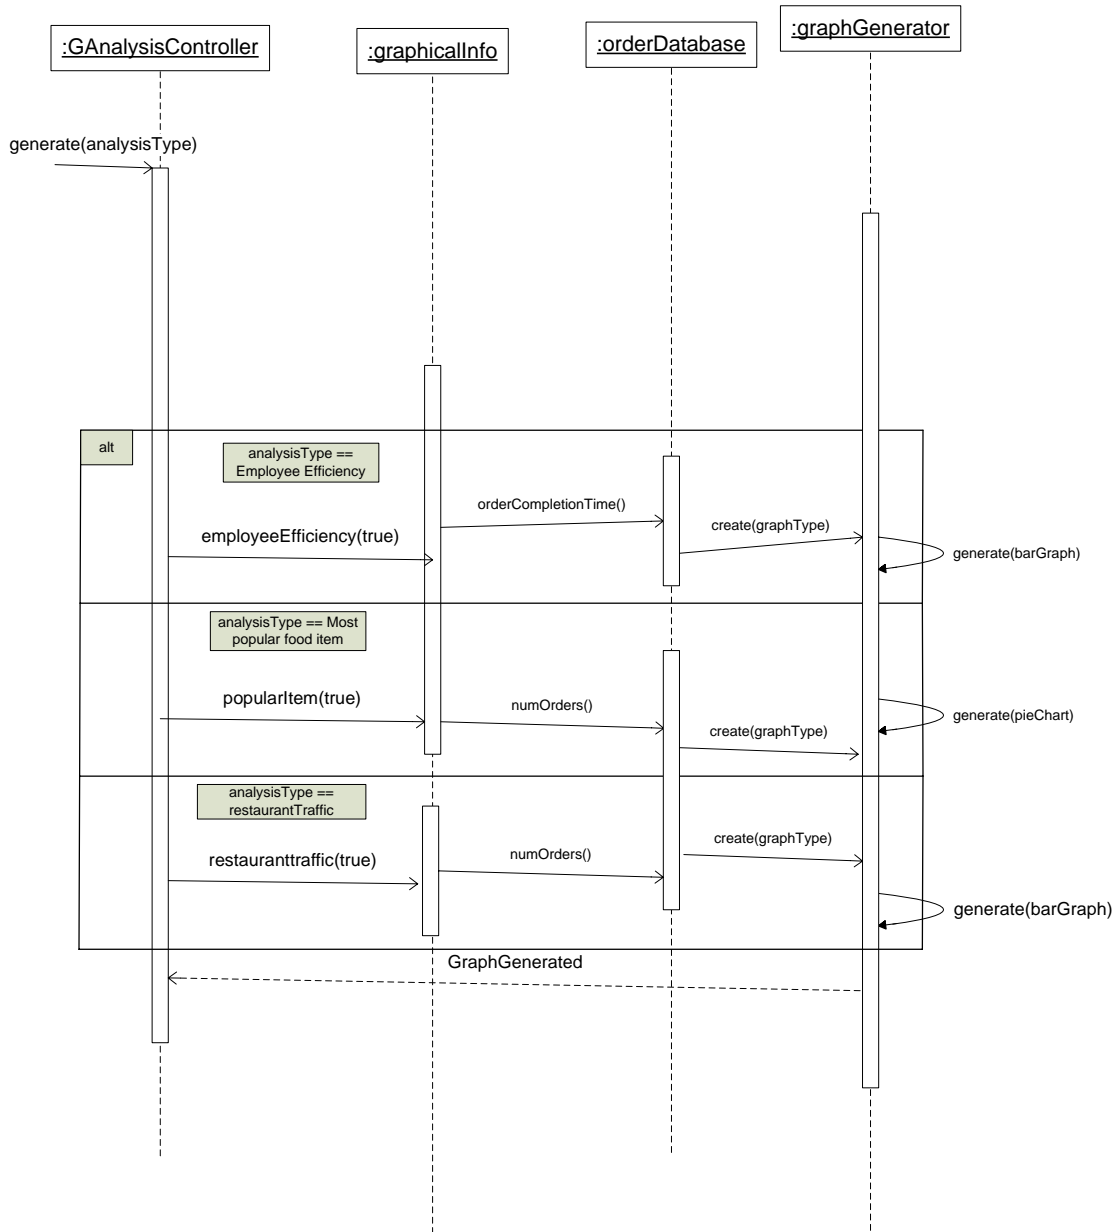 :GAnalysisController
:graphicalInfo
:orderDatabase
:graphGenerator
generate(analysisType)
alt
analysisType ==
Employee Efficiency
orderCompletionTime()
employeeEfficiency(true)
create(graphType)
generate(barGraph)
analysisType == Most
popular food item
popularItem(true)
numOrders()
create(graphType)
generate(pieChart)
analysisType ==
restaurantTraffic
restauranttraffic(true)
numOrders()
create(graphType)
generate(barGraph)
GraphGenerated